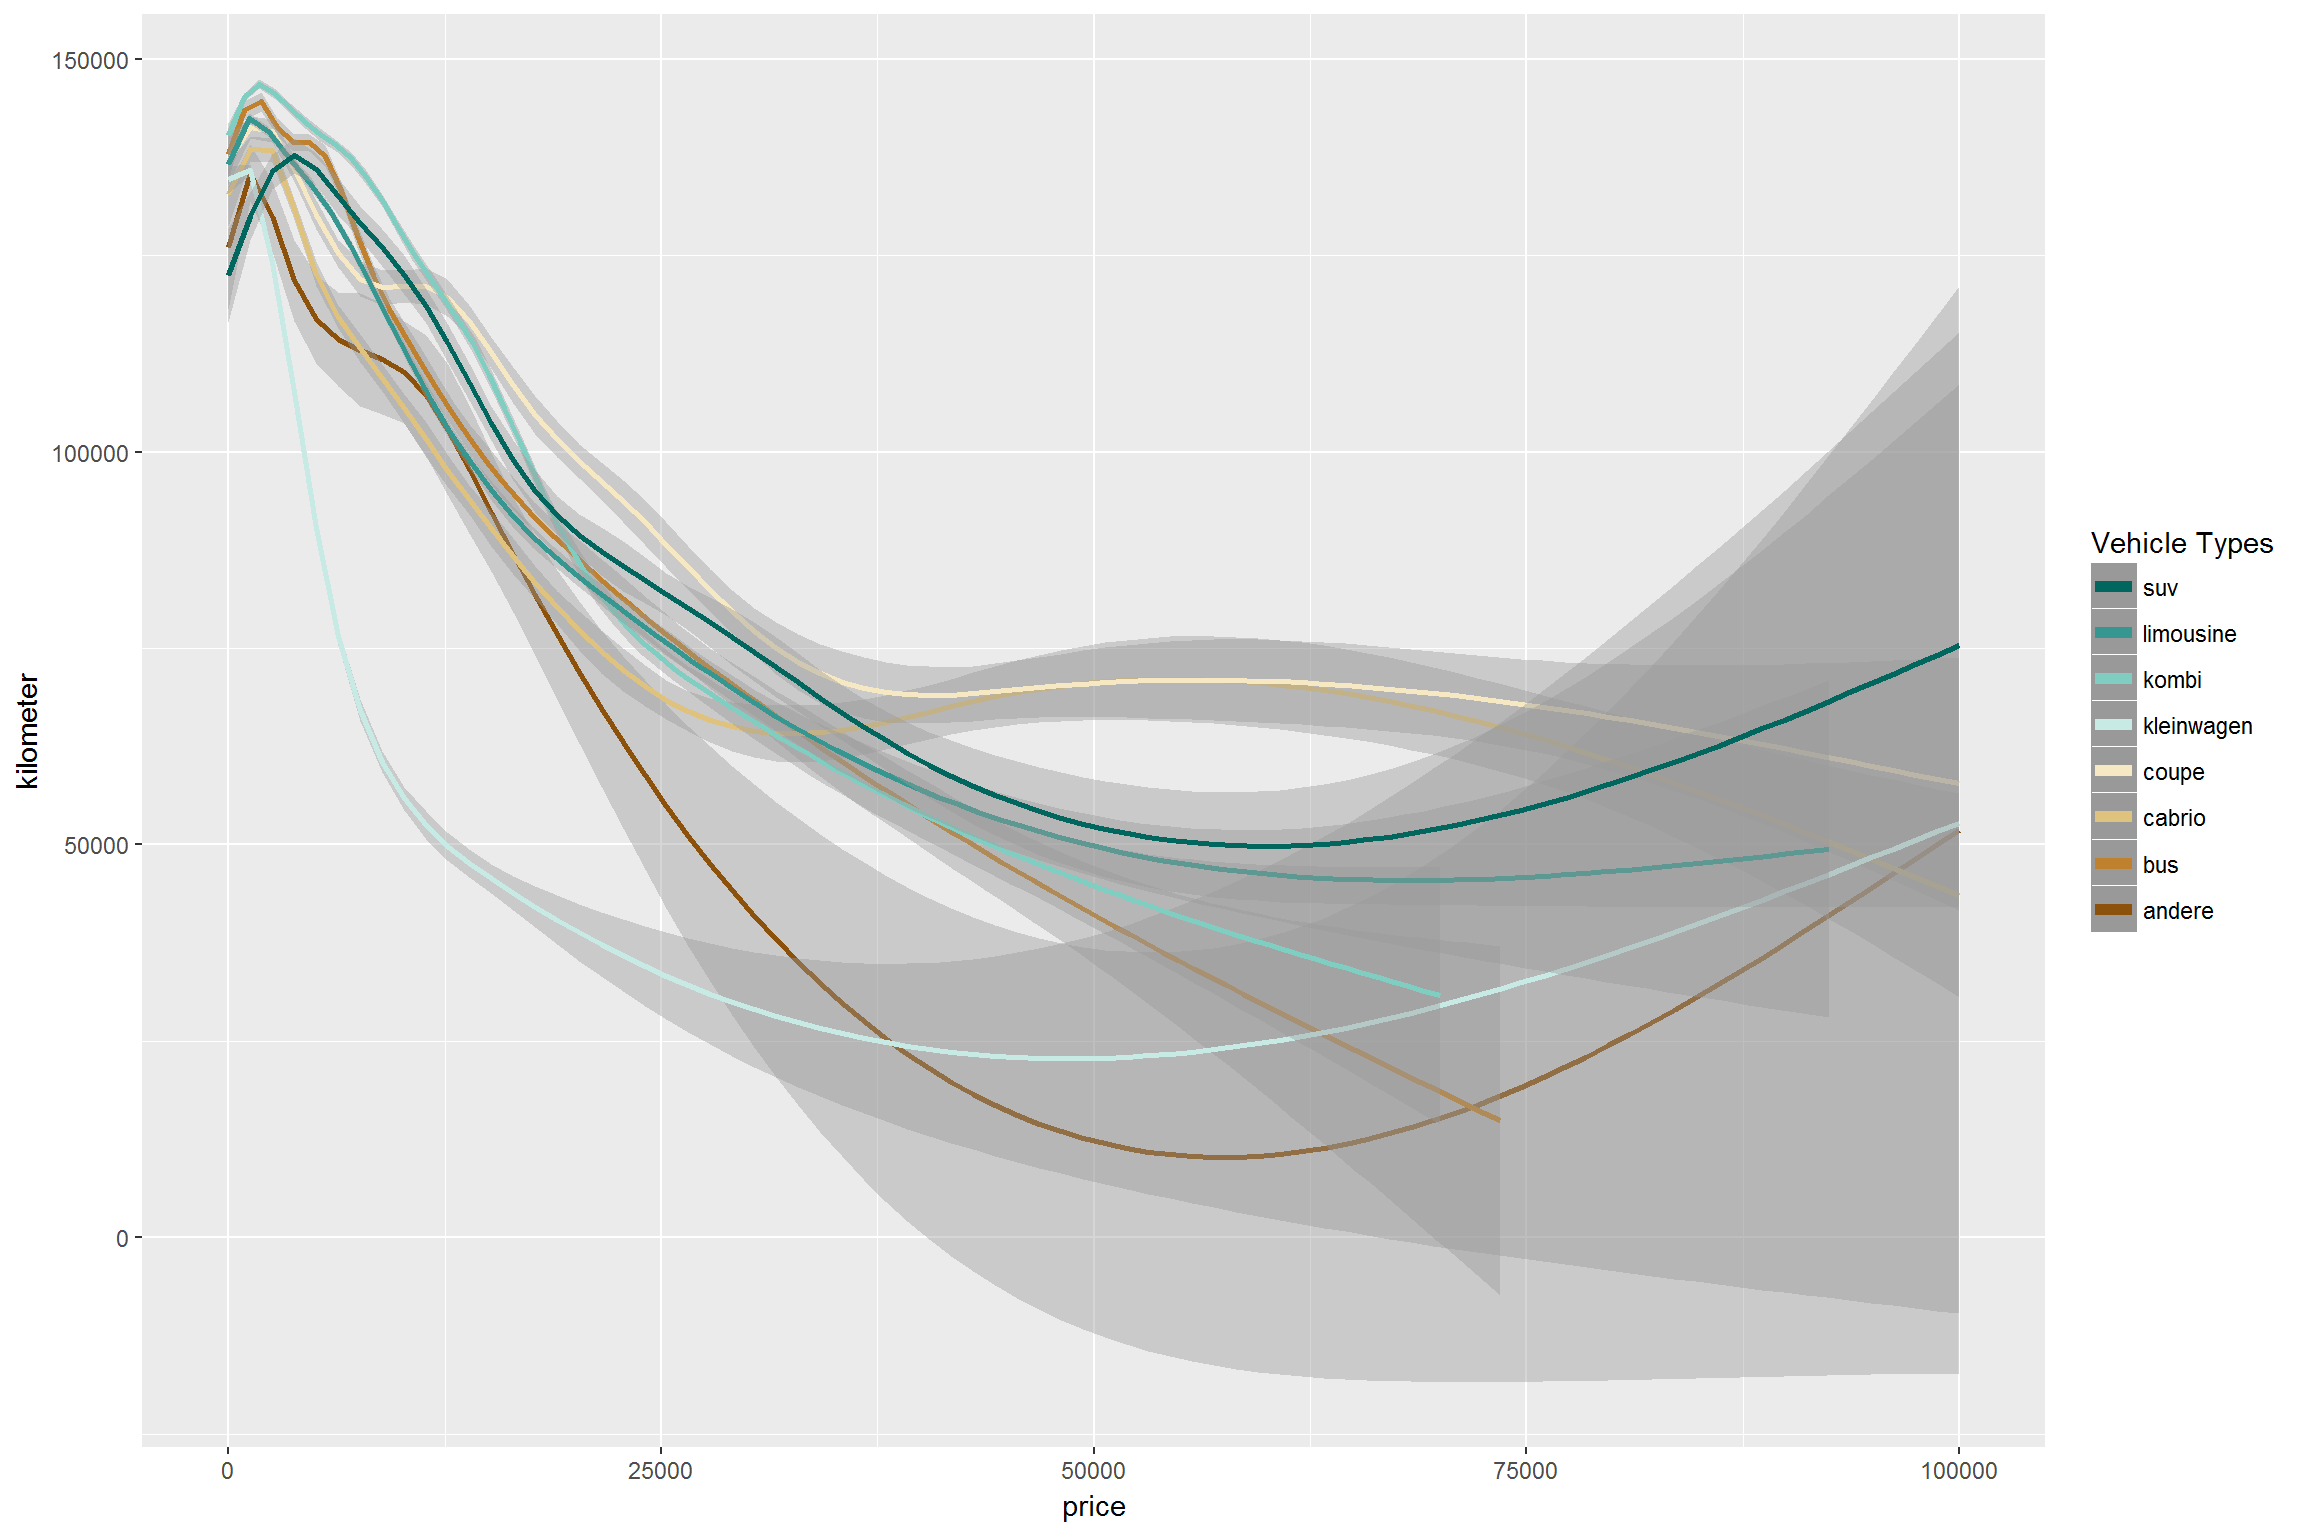 150000
100000
50000
0
kilometer
0
25000
50000
75000
100000
price
Vehicle Types
suv
limousine
kombi
kleinwagen
coupe
cabrio
bus
andere